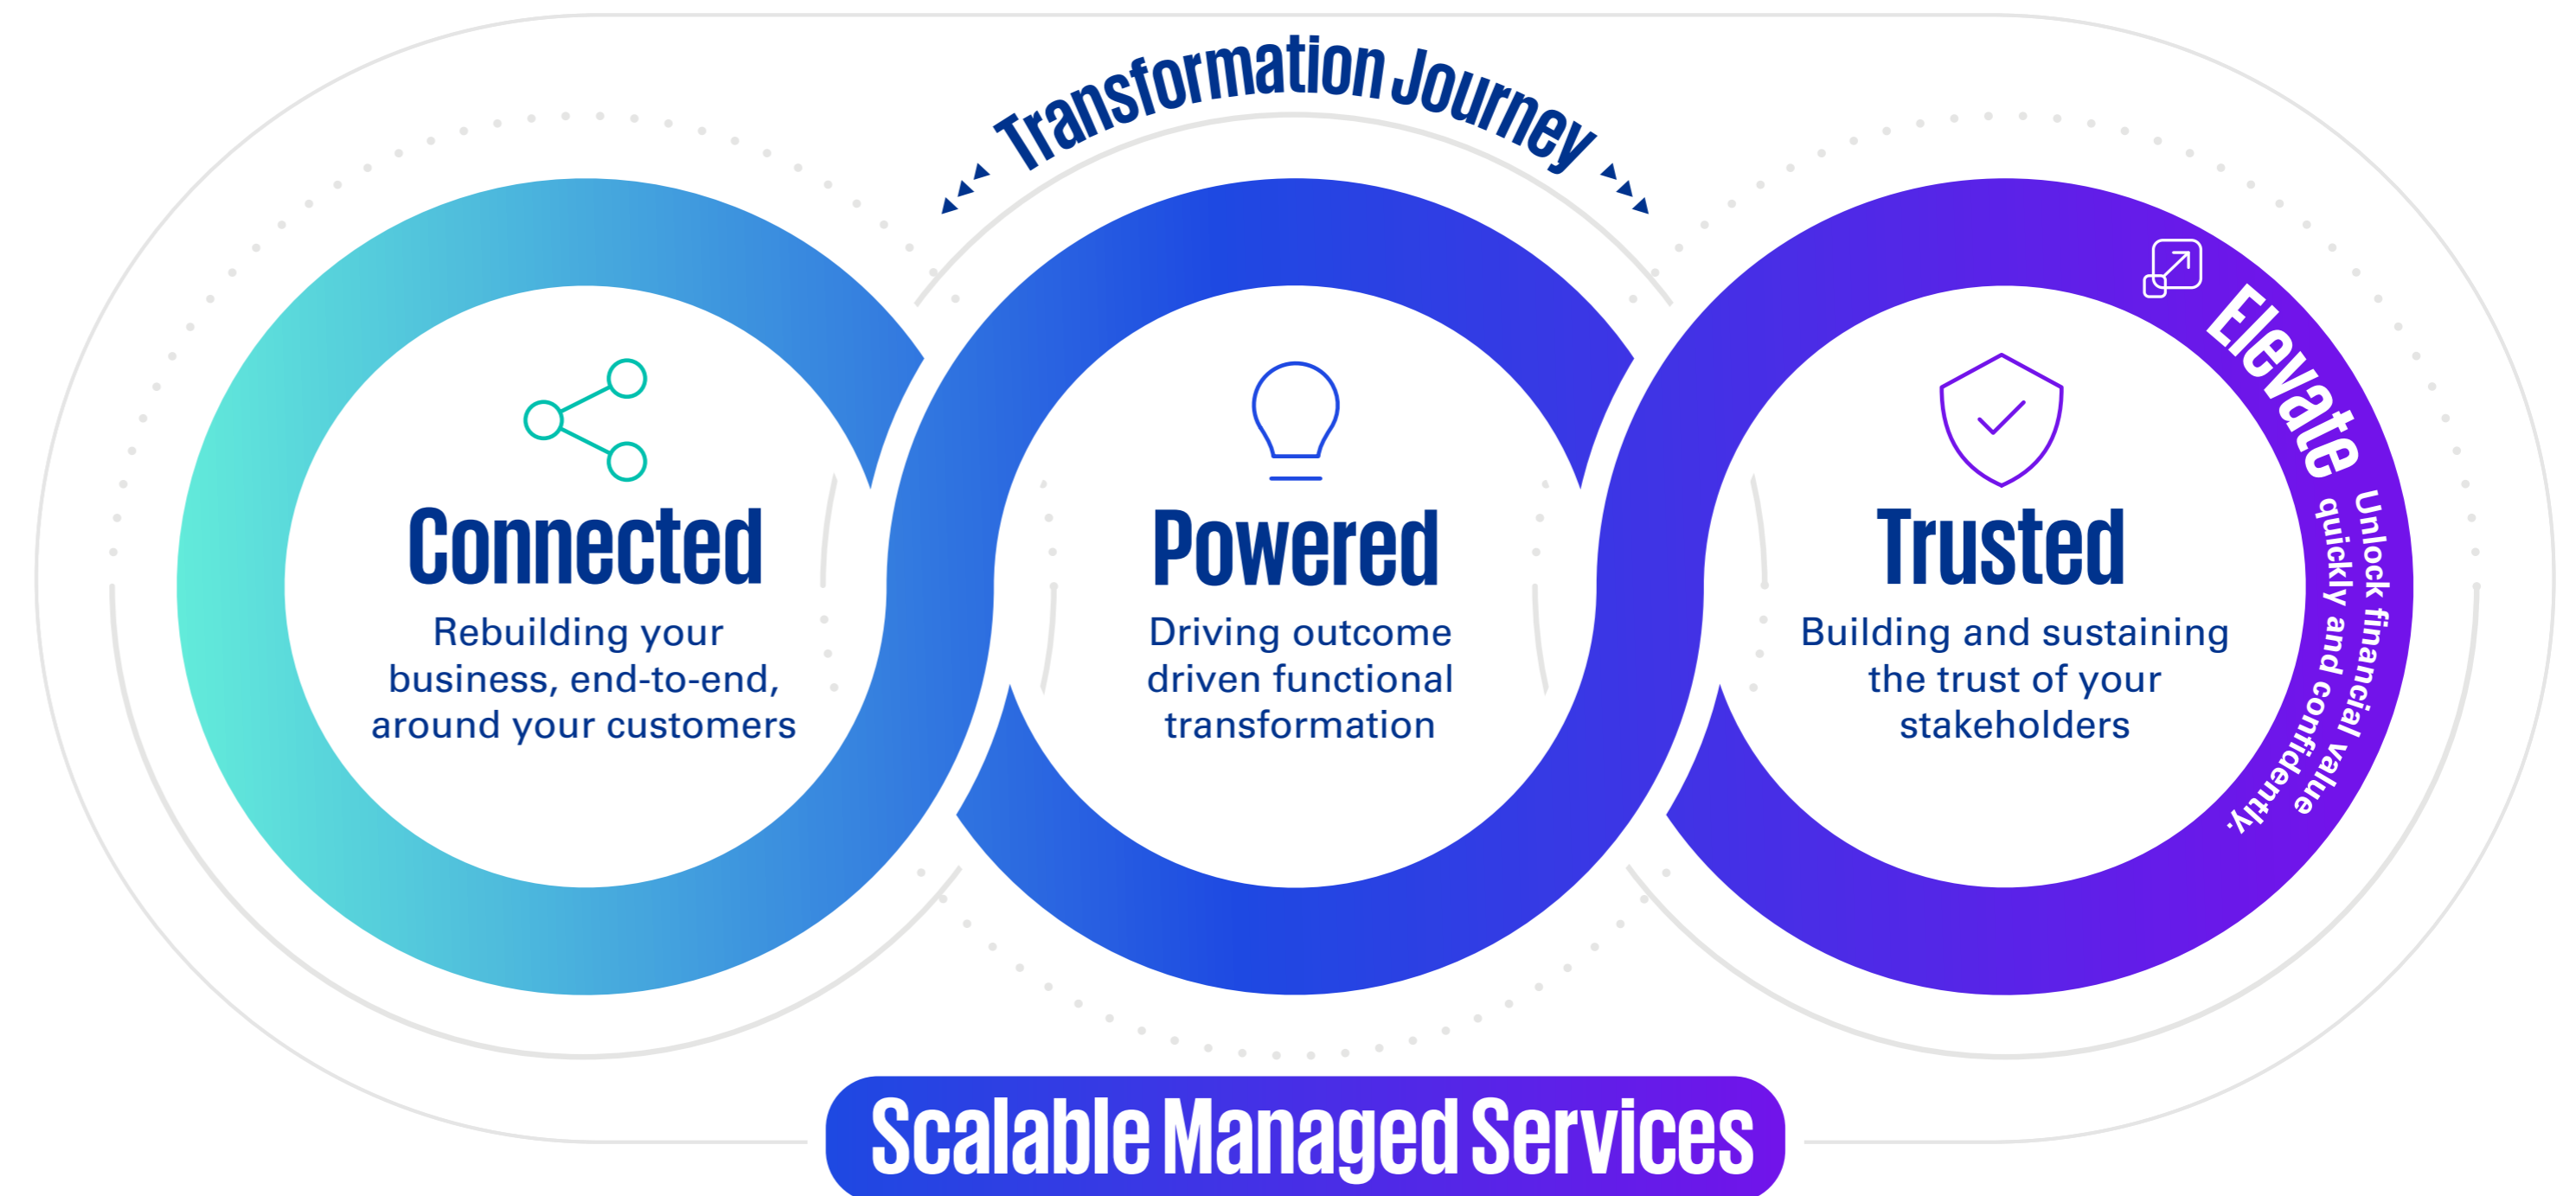 Transformation Journey
Connected
Rebuilding your
business, end-to-end,
around your customers
Powered
Driving outcome
driven functional
transformation
Trusted
Building and sustaining
the trust of your
stakeholders
Elevate
Unlock financial value
quickly and confidently.
Scalable Managed Services